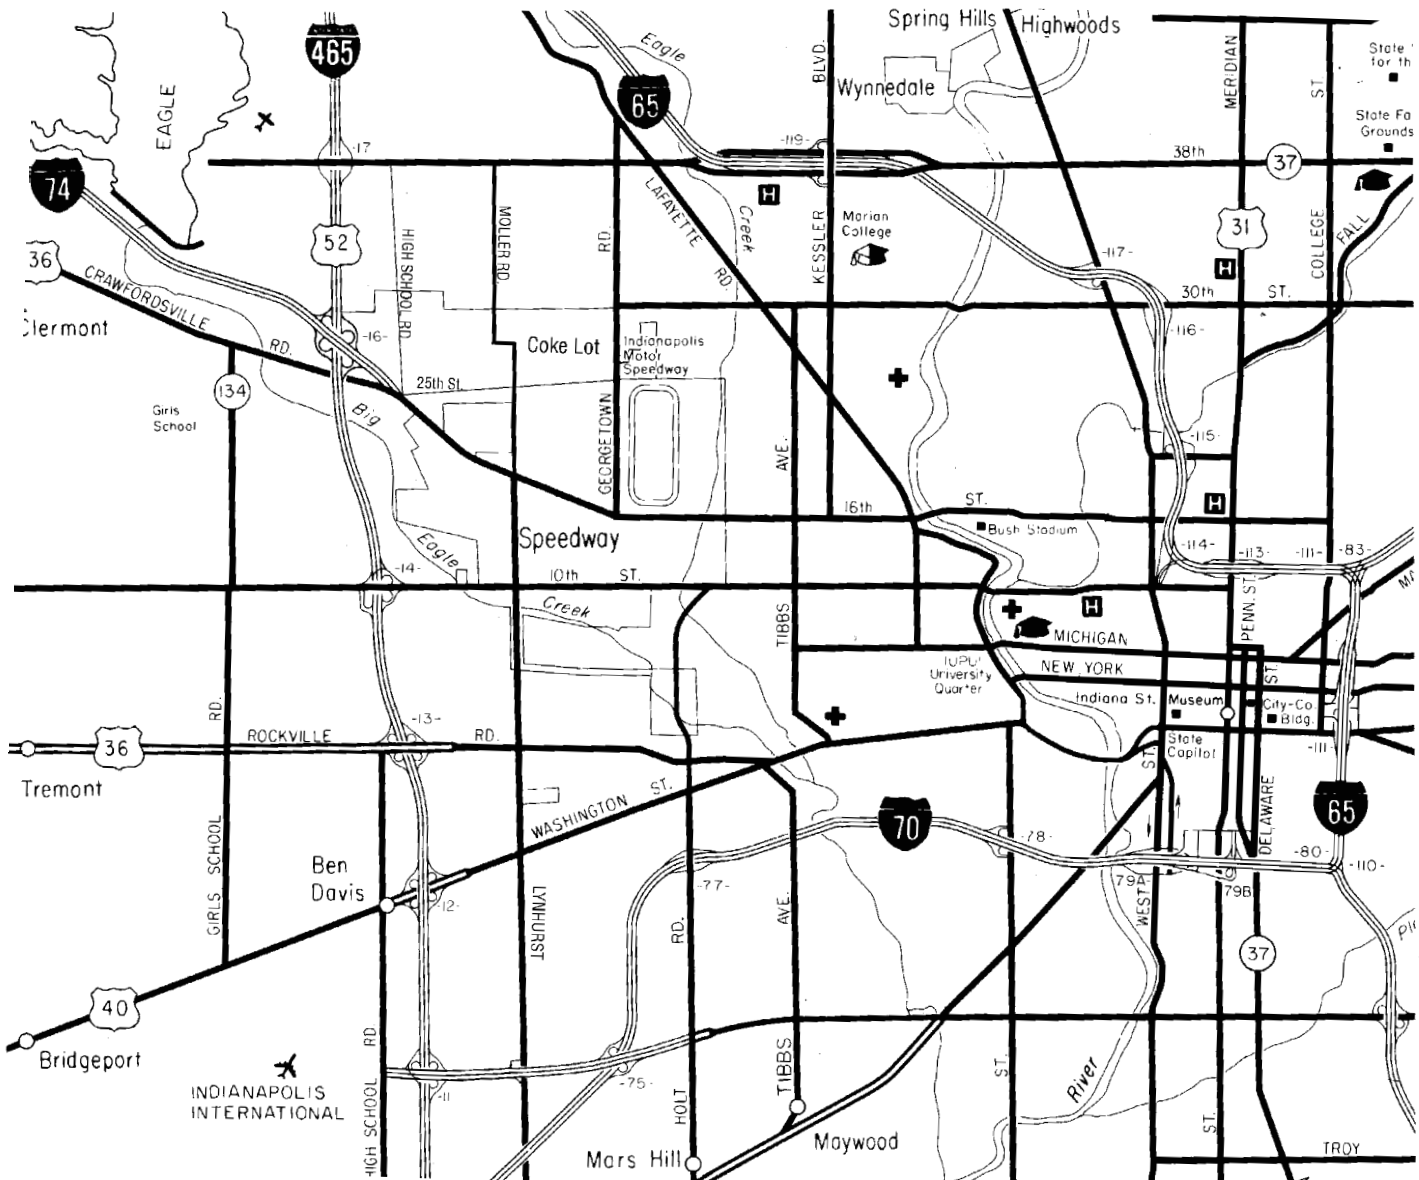 Spring Hills
Highwoods
465
Eagle
BLVD.
MERIDIAN
ST.
State
for th
65
Wynnedale
EAGLE
State Fa
Grounds
-119-
-17
38th
37
74
H
LAFAYETTE
RD.
Creek
KESSLER
Marian
College
MOLLER RD.
HIGH SCHOOL RD
RD.
52
31
COLLEGE
FALL
36
CRAWFORDSVILLE
RD.
-117-
H
30th
ST.
Clermont
-16-
-116-
Coke Lot
Indianapolis
Motor
Speedway
134
25th St.
Girls
School
Big
GEORGETOWN
AVE.
-115-
16th
ST.
H
Bush Stadium
Speedway
Eagle
-14-
10th
ST.
-114-
-113-
-111-
-83-
Creek
TIBBS
H
PENN. ST.
MICHIGAN
NEW YORK
IUPUI
University
Quarter
ST.
RD.
-13-
Indiana St.
Museum
City-Co.
Bldg.
36
ROCKVILLE
RD.
State
Capitol
ST.
-111-
Tremont
WASHINGTON
ST.
DELAWARE
65
70
GIRLS SCHOOL
-78-
-80-
-110-
Ben
Davis
-77-
79A-
79B
-12-
LYNHURST
RD.
AVE.
WEST
37
40
Bridgeport
RD
TIBBS
ST.
River
INDIANAPOLIS
INTERNATIONAL
-75-
-11
HIGH SCHOOL
HOLT
ST.
Maywood
Mars Hill
TROY